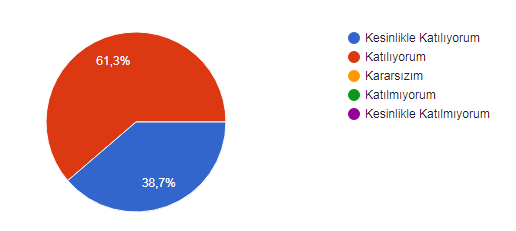 61,3%
38,7%
Kesinlikle Katılıyorum
Katılıyorum
Kararsızım
Katılmıyorum
Kesinlikle Katılmıyorum